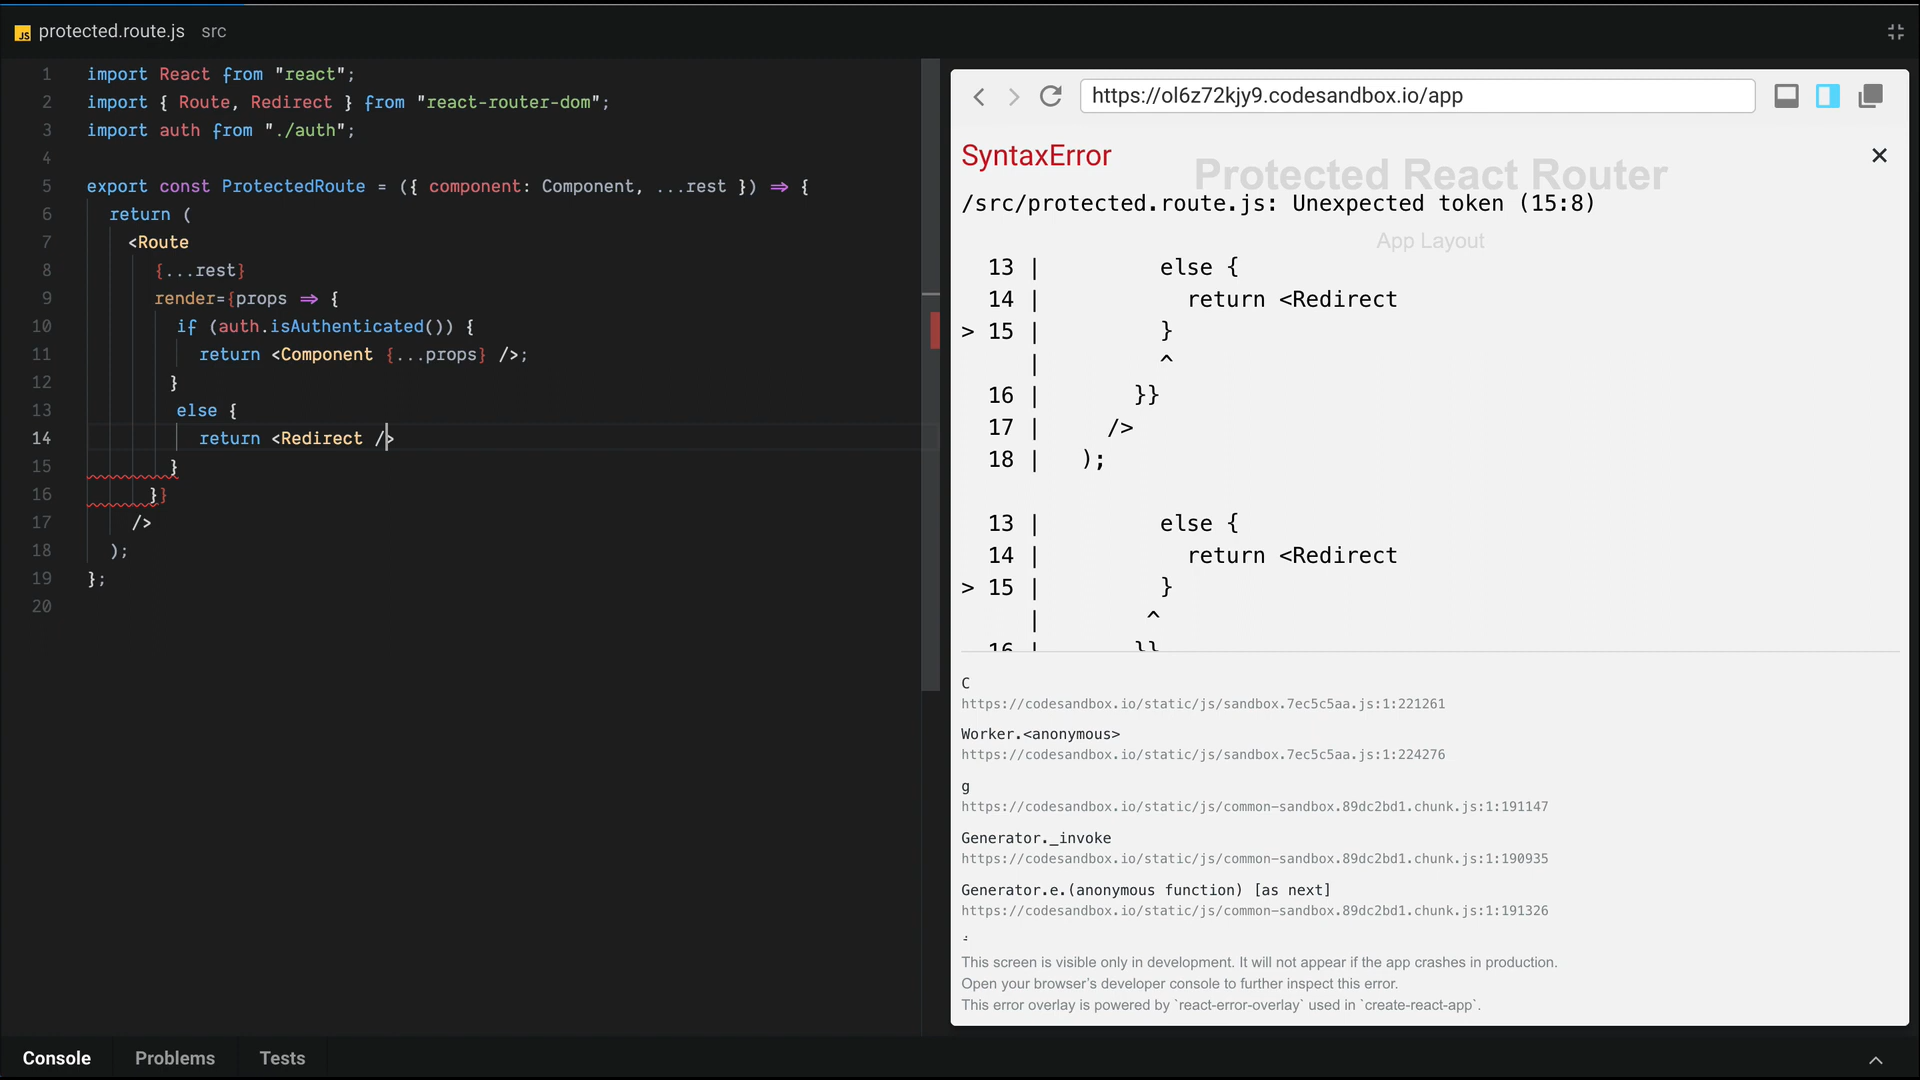 JS protected.route.js src
1 import React from "react";
2 import { Route, Redirect } from "react-router-dom";
3 import auth from "./auth";
4
5 export const ProtectedRoute = ({ component: Component, ...rest }) => {
6 return (
7 <Route
8 {...rest}
9 render={props => {
10 if (auth.isAuthenticated()) {
11 return <Component {...props} />;
12 }
13 else {
14 return <Redirect />
15 }
16 }}
17 />
18 );
19 };
20
https://ol6z72kjy9.codesandbox.io/app
SyntaxError
Protected React Router
/src/protected.route.js: Unexpected token (15:8)
App Layout
13 | else {
14 | return <Redirect
> 15 | }
| ^
16 | }}
17 | />
18 | );
13 | else {
14 | return <Redirect
> 15 | }
| ^
16 | }}
C
https://codesandbox.io/static/js/sandbox.7ec5c5aa.js:1:221261
Worker.<anonymous>
https://codesandbox.io/static/js/sandbox.7ec5c5aa.js:1:224276
g
https://codesandbox.io/static/js/common-sandbox.89dc2bd1.chunk.js:1:191147
Generator._invoke
https://codesandbox.io/static/js/common-sandbox.89dc2bd1.chunk.js:1:190935
Generator.e.(anonymous function) [as next]
https://codesandbox.io/static/js/common-sandbox.89dc2bd1.chunk.js:1:191326
This screen is visible only in development. It will not appear if the app crashes in production.
Open your browser’s developer console to further inspect this error.
This error overlay is powered by `react-error-overlay` used in `create-react-app`.
Console Problems Tests